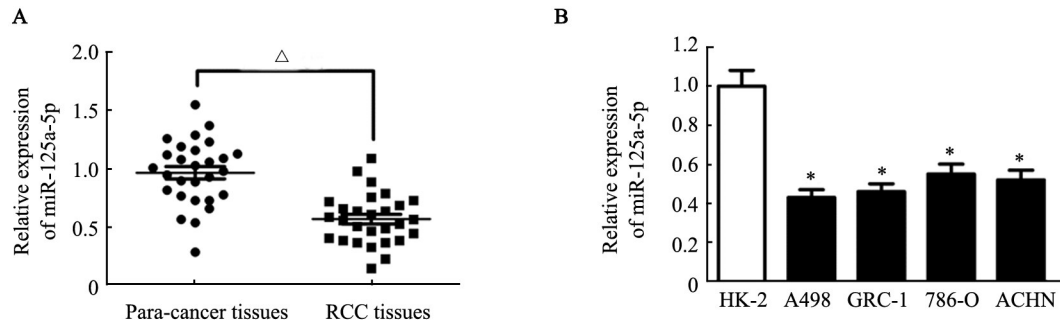 A
Relative expression
of miR-125a-5p
2.0
1.5
1.0
0.5
0
△
Para-cancer tissues
RCC tissues
B
Relative expression
of miR-125a-5p
1.2
1.0
0.8
0.6
0.4
0.2
0
*
*
*
*
HK-2
A498
GRC-1
786-O
ACHN